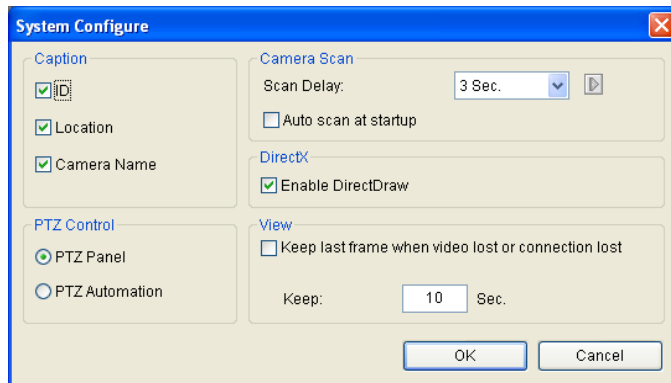 System Configure
Caption
ID
Location
Camera Name
PTZ Control
PTZ Panel
PTZ Automation
Camera Scan
Scan Delay: 3 Sec.
Auto scan at startup
DirectX
Enable DirectDraw
View
Keep last frame when video lost or connection lost
Keep: 10 Sec.
OK Cancel